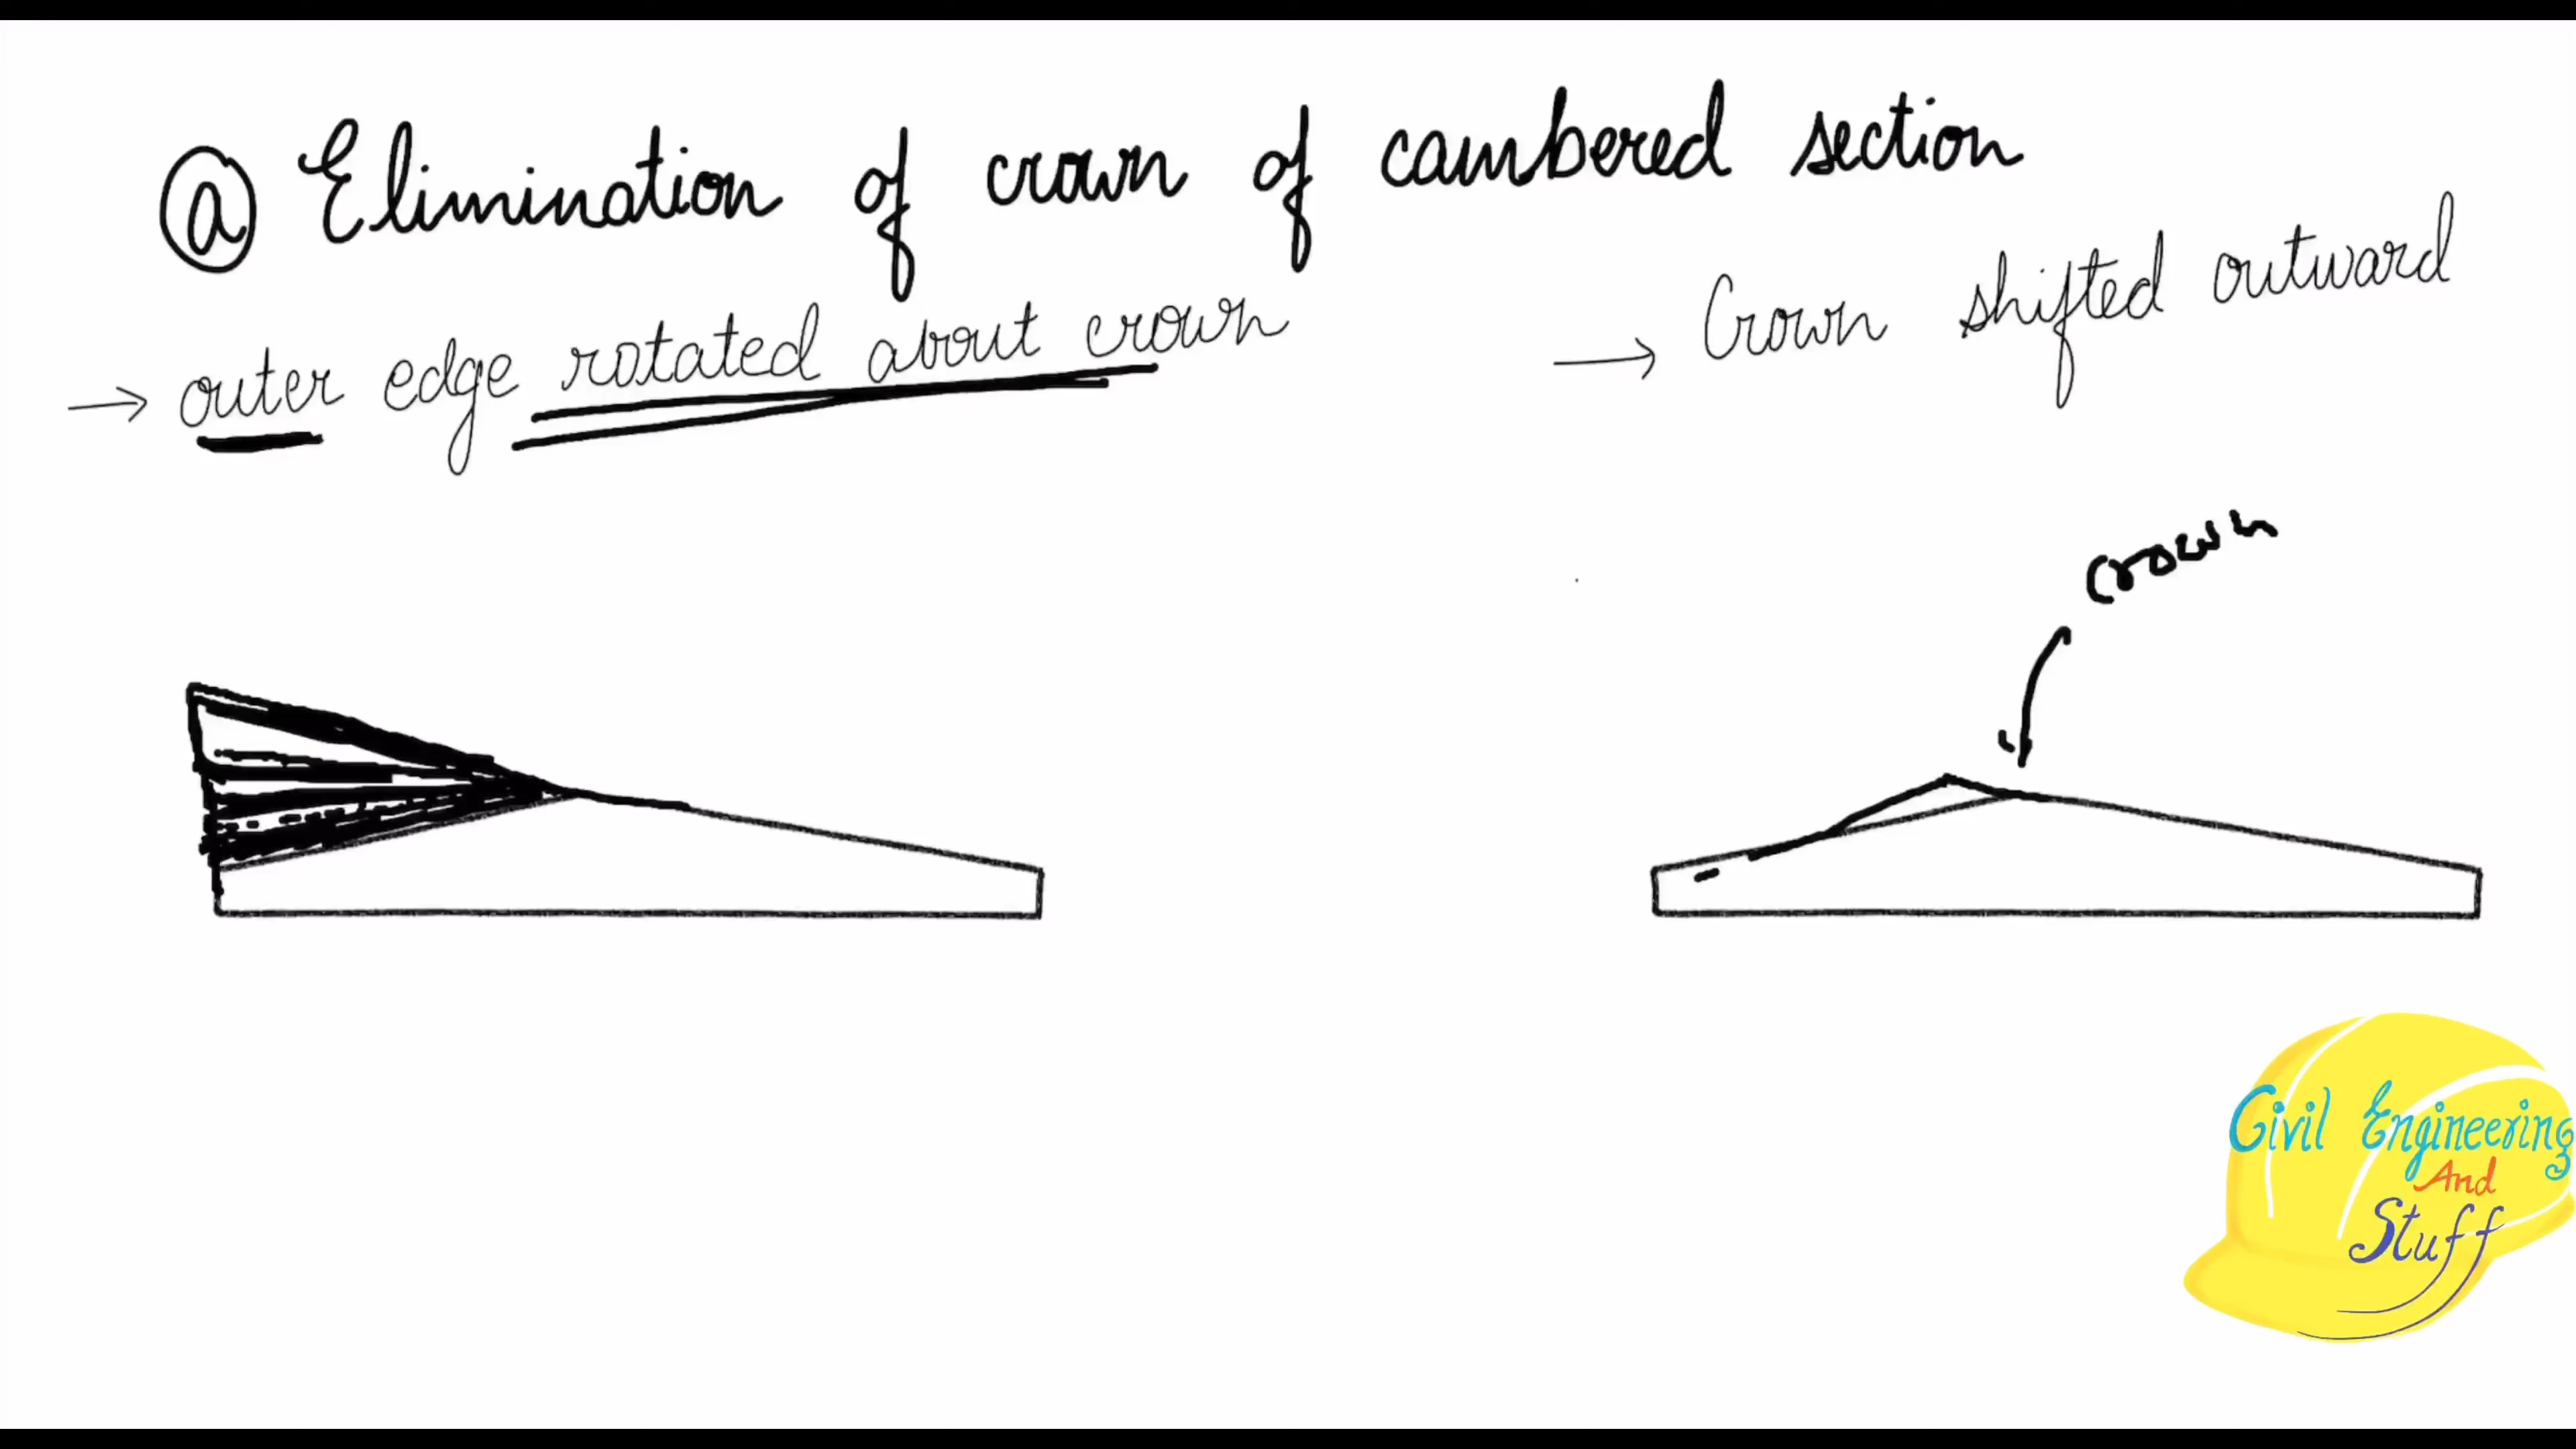 a Elimination of crown of cambered section
→ outer edge rotated about crown
→ Crown shifted outward
crown
Civil Engineering
And
Stuff